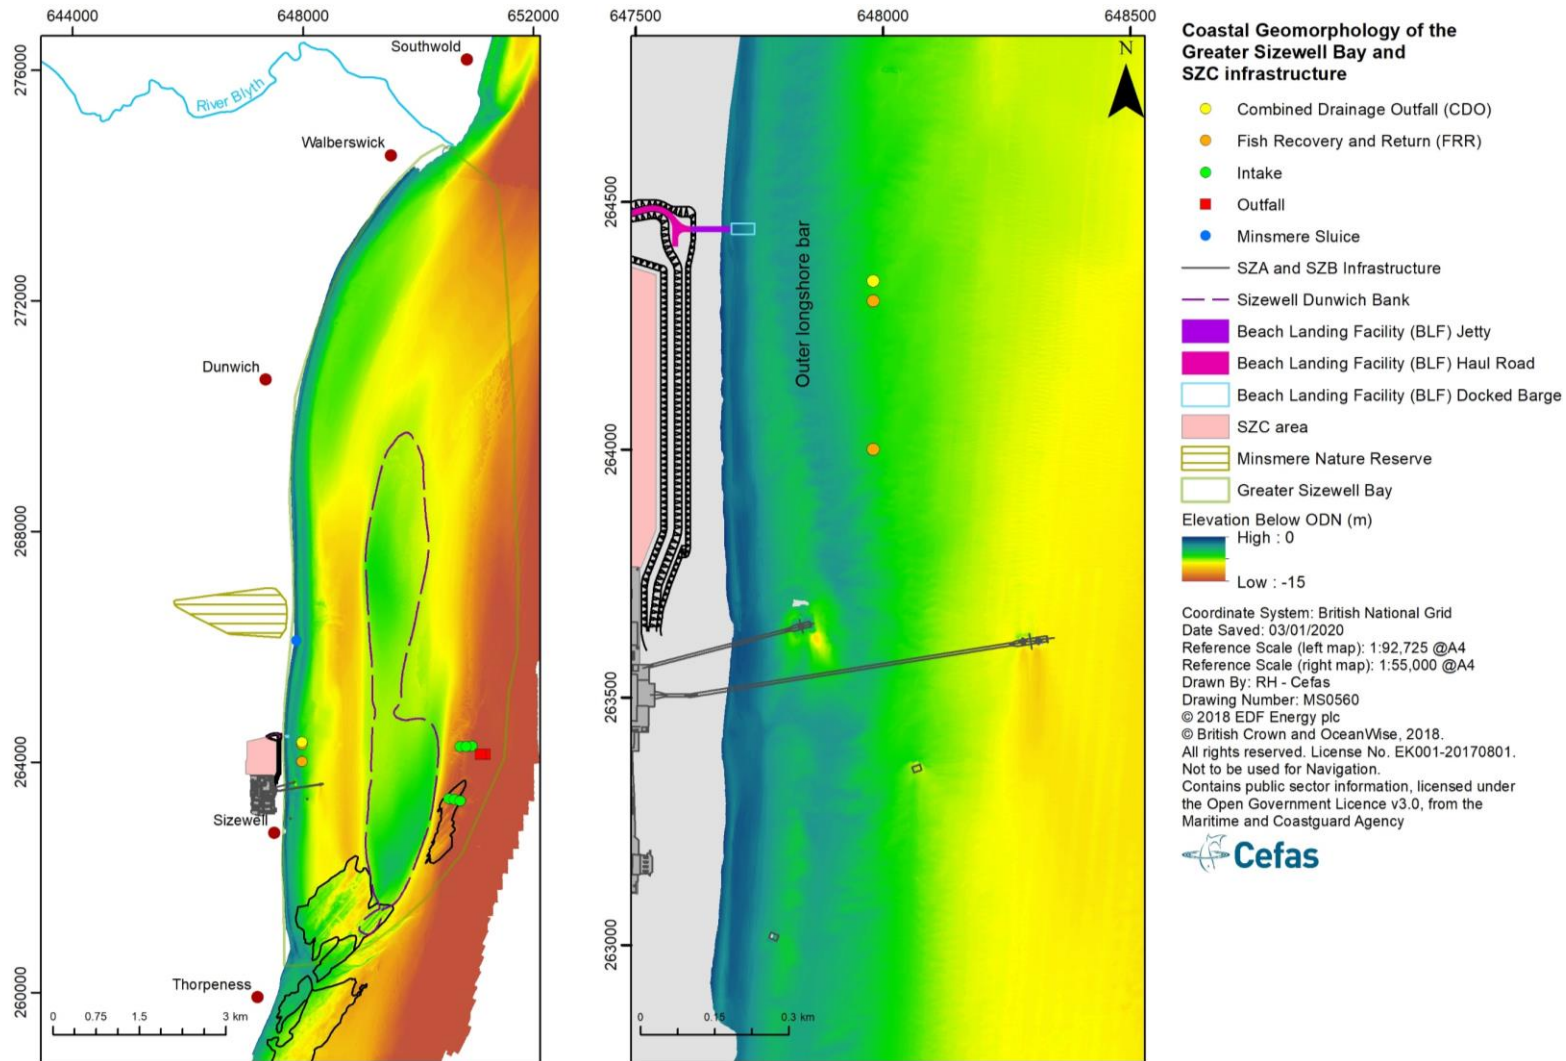 644000
648000
652000
276000
272000
268000
264000
260000
Southwold
River Blyth
Walberswick
Dunwich
Sizewell
Thorpeness
0 0.75 1.5 3 km
647500
648000
648500
264500
264000
263500
263000
N
Outer longshore bar
0 0.15 0.3 km
Coastal Geomorphology of the
Greater Sizewell Bay and
SZC infrastructure
Combined Drainage Outfall (CDO)
Fish Recovery and Return (FRR)
Intake
Outfall
Minsmere Sluice
SZA and SZB Infrastructure
Sizewell Dunwich Bank
Beach Landing Facility (BLF) Jetty
Beach Landing Facility (BLF) Haul Road
Beach Landing Facility (BLF) Docked Barge
SZC area
Minsmere Nature Reserve
Greater Sizewell Bay
Elevation Below ODN (m)
High : 0
Low : -15
Coordinate System: British National Grid
Date Saved: 03/01/2020
Reference Scale (left map): 1:92,725 @A4
Reference Scale (right map): 1:55,000 @A4
Drawn By: RH - Cefas
Drawing Number: MS0560
© 2018 EDF Energy plc
© British Crown and OceanWise, 2018.
All rights reserved. License No. EK001-20170801.
Not to be used for Navigation.
Contains public sector information, licensed under
the Open Government Licence v3.0, from the
Maritime and Coastguard Agency
Cefas